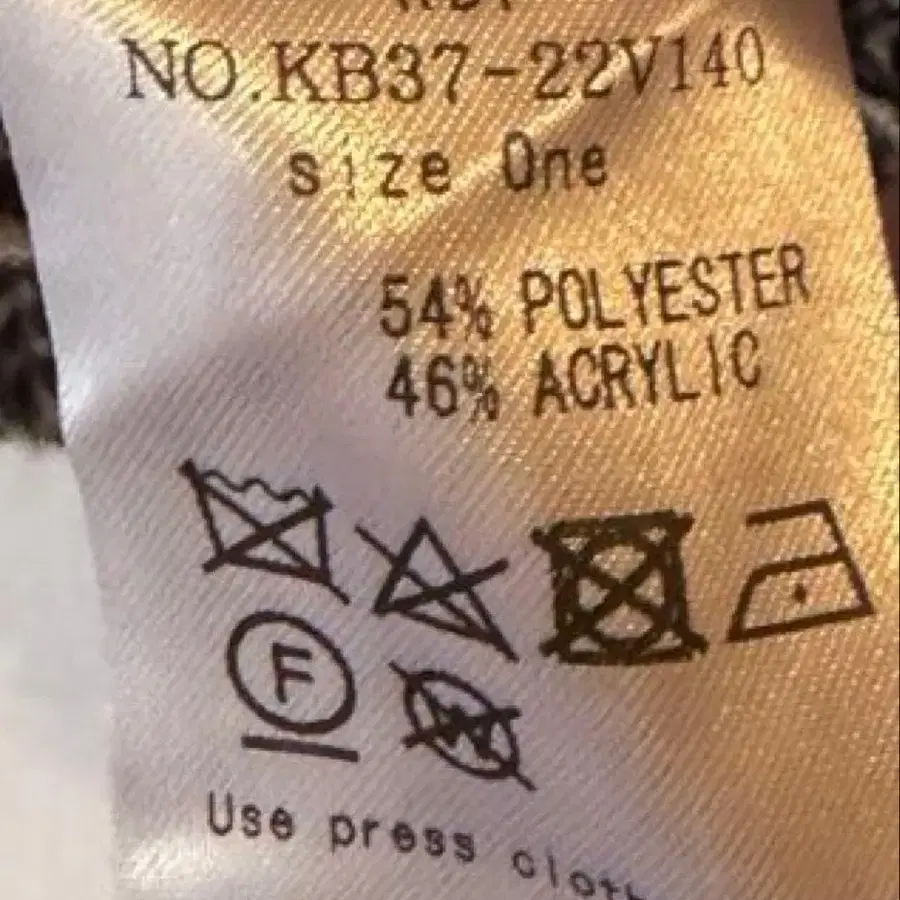 NO.KB37-22V140
size One
54% POLYESTER
46% ACRYLIC
F
W
Use press cloth